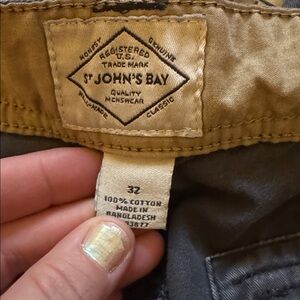 HONEST
GENUINE
REGISTERED
U.S.
TRADE MARK
ST JOHN'S BAY
QUALITY
MENSWEAR
CLASSIC
32
100% COTTON
MADE IN
BANGLADESH